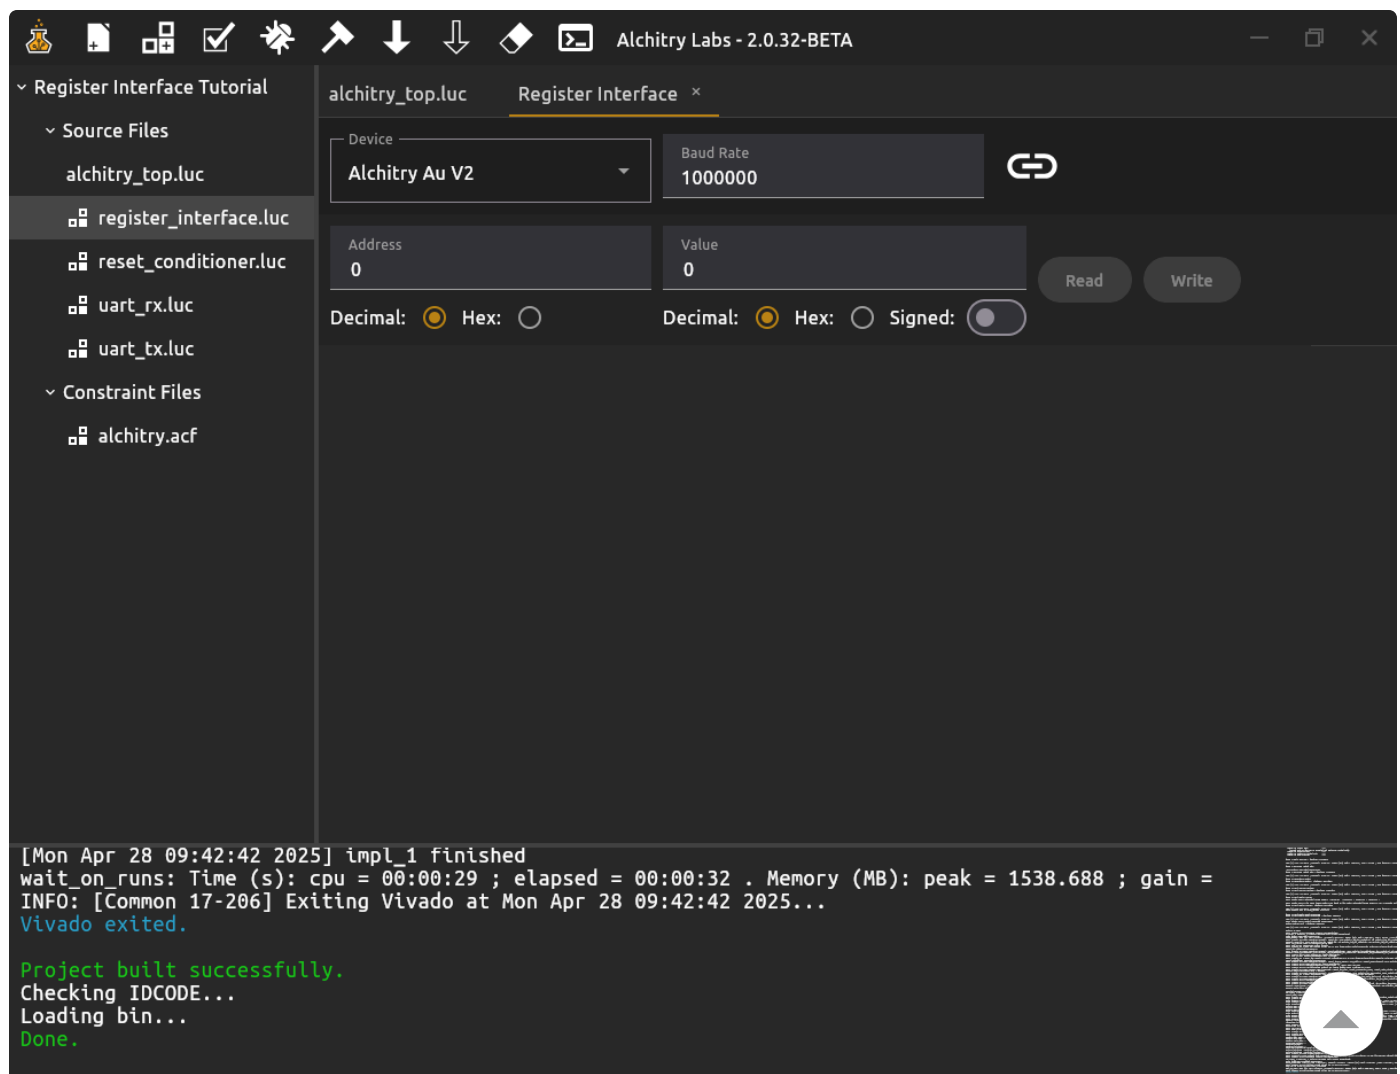 Alchitry Labs - 2.0.32-BETA
Register Interface Tutorial
Source Files
alchitry_top.luc
register_interface.luc
reset_conditioner.luc
uart_rx.luc
uart_tx.luc
Constraint Files
alchitry.acf
alchitry_top.luc Register Interface ×
Device
Alchitry Au V2
Baud Rate
1000000
Address
0
Decimal: Hex:
Value
0
Decimal: Hex: Signed:
Read Write
[Mon Apr 28 09:42:42 2025] impl_1 finished
wait_on_runs: Time (s): cpu = 00:00:29 ; elapsed = 00:00:32 . Memory (MB): peak = 1538.688 ; gain =
INFO: [Common 17-206] Exiting Vivado at Mon Apr 28 09:42:42 2025...
Vivado exited.
Project built successfully.
Checking IDCODE...
Loading bin...
Done.